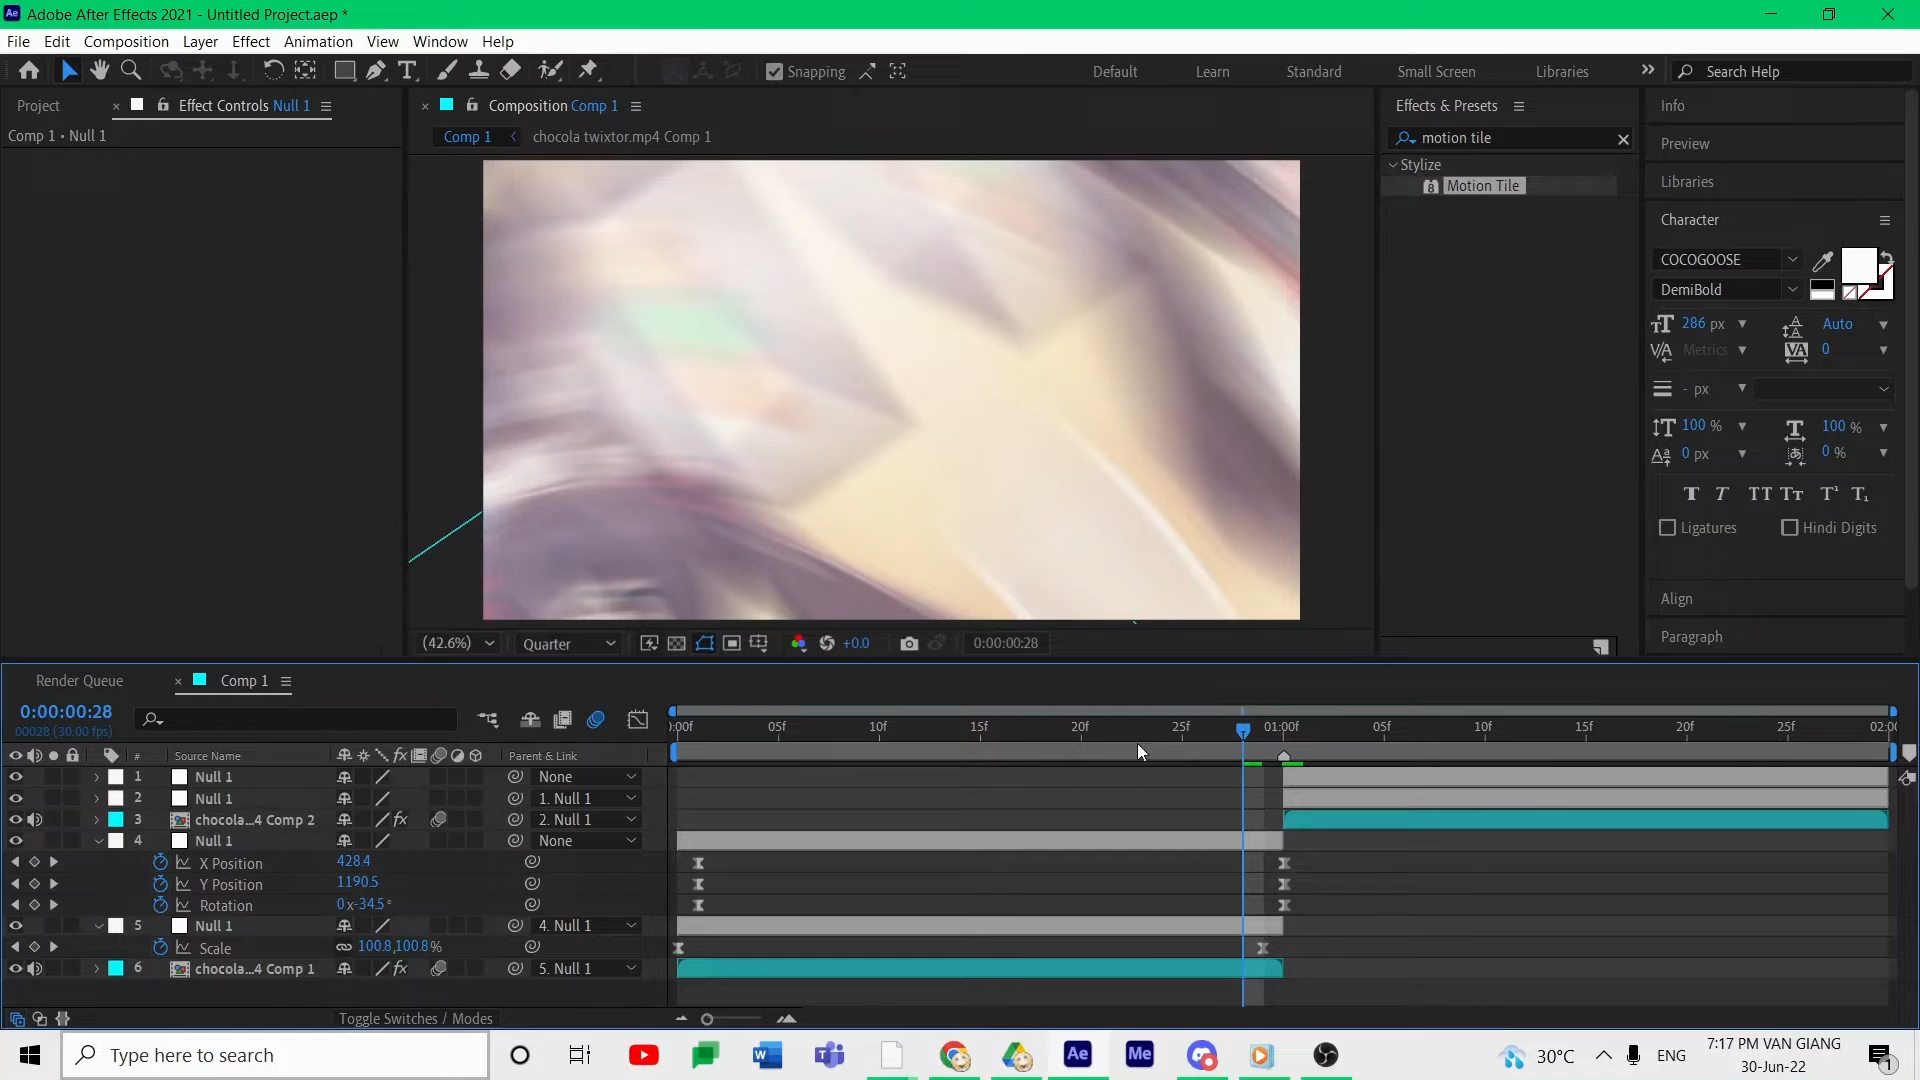 Adobe After Effects 2021 - Untitled Project.aep *
File Edit Composition Layer Effect Animation View Window Help
Snapping
Default Learn Standard Small Screen Libraries
Search Help
Project
Effect Controls Null 1
Composition Comp 1
Effects & Presets
Info
Comp 1 • Null 1
Comp 1
chocola twixtor.mp4 Comp 1
motion tile
Stylize
Motion Tile
Preview
Libraries
Character
COCOGOOSE
DemiBold
286 px
Auto
Metrics
0
- px
100 %
100 %
0 px
0 %
Ligatures
Hindi Digits
Align
Paragraph
(42.6%)
Quarter
+0.0
0:00:00:28
Render Queue
Comp 1
0:00:00:28
00028 (30.00 fps)
:00f 05f 10f 15f 20f 25f 01:00f 05f 10f 15f 20f 25f 02:00
# Source Name Parent & Link
1 Null 1 None
2 Null 1 1. Null 1
3 chocola...4 Comp 2 2. Null 1
4 Null 1 None
X Position 428.4
Y Position 1190.5
Rotation 0x-34.5°
5 Null 1 4. Null 1
Scale 100.8,100.8%
6 chocola...4 Comp 1 5. Null 1
Toggle Switches / Modes
Type here to search
30°C
ENG
7:17 PM VAN GIANG
30-Jun-22
1